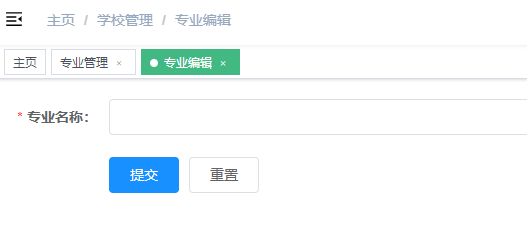 主页 / 学校管理 / 专业编辑
主页 专业管理 × 专业编辑 ×
* 专业名称:
提交 重置